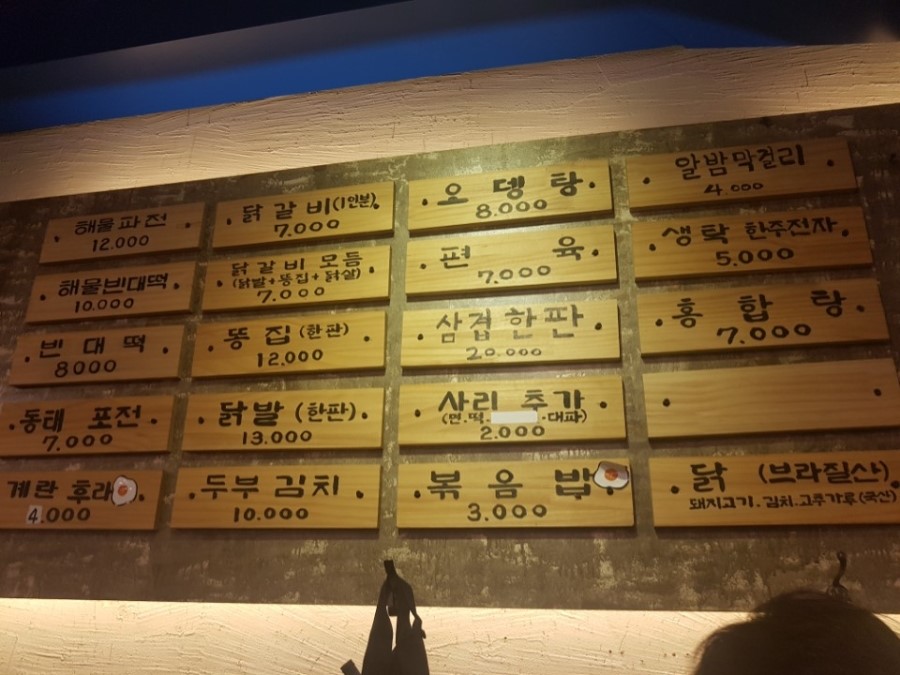 해물파전
12.000
해물빈대떡
10.000
빈대떡
8000
동태 포전
7.000
계란 후라
4.000
닭갈비(1인분)
7.000
닭갈비 모듬
(닭발+똥집+닭살)
7.000
똥집(한판)
12.000
닭발(한판)
13.000
두부김치
10.000
오뎅탕
8.000
편육
7.000
삼겹한판
20.000
사리 추가
(면.떡. .대파)
2.000
볶음밥
3.000
알밤막걸리
4.000
생탁 한주전자
5.000
홍합탕
7.000
닭 (브라질산)
돼지고기.김치.고추가루(국산)